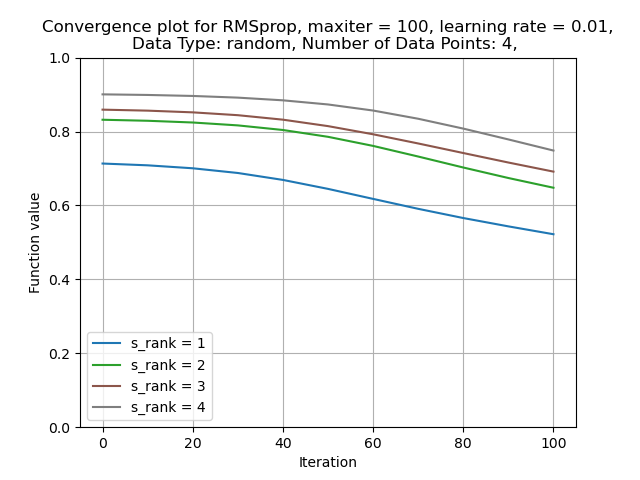 Convergence plot for RMSprop, maxiter = 100, learning rate = 0.01,
Data Type: random, Number of Data Points: 4,
1.0
0.8
0.6
0.4
0.2
0.0
Function value
s_rank = 1
s_rank = 2
s_rank = 3
s_rank = 4
0 20 40 60 80 100
Iteration